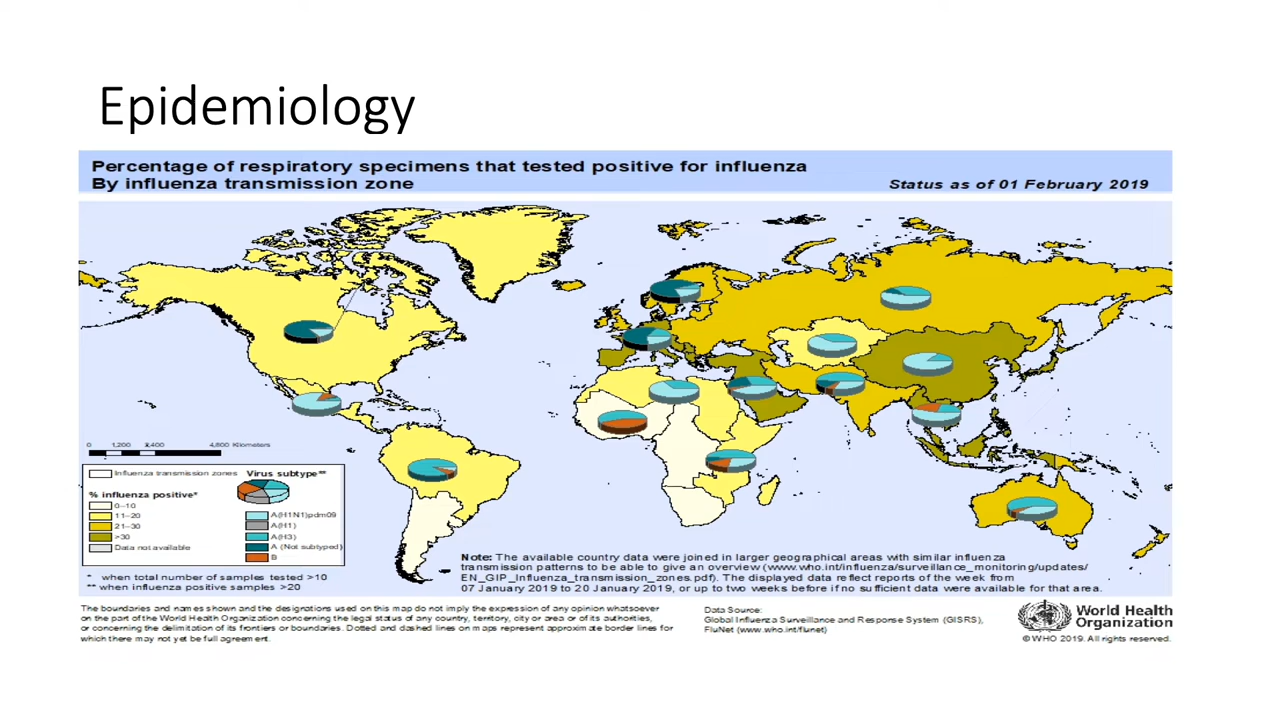 Epidemiology
Percentage of respiratory specimens that tested positive for influenza
By influenza transmission zone
Status as of 01 February 2019
0 1,200 2,400 4,800 Kilometers
Influenza transmission zones
Virus subtype**
% influenza positive*
0–10
11–20
21–30
>30
Data not available
A(H1N1)pdm09
A(H1)
A(H3)
A (Not subtyped)
B
* when total number of samples tested >10
** when influenza positive samples >20
Note: The available country data were joined in larger geographical areas with similar influenza
transmission patterns to be able to give an overview (www.who.int/influenza/surveillance_monitoring/updates/
EN_GIP_Influenza_transmission_zones.pdf). The displayed data reflect reports of the week from
07 January 2019 to 20 January 2019, or up to two weeks before if no sufficient data were available for that area.
The boundaries and names shown and the designations used on this map do not imply the expression of any opinion whatsoever
on the part of the World Health Organization concerning the legal status of any country, territory, city or area or of its authorities,
or concerning the delimitation of its frontiers or boundaries. Dotted and dashed lines on maps represent approximate border lines for
which there may not yet be full agreement.
Data Source:
Global Influenza Surveillance and Response System (GISRS),
FluNet (www.who.int/flunet)
World Health
Organization
© WHO 2019. All rights reserved.